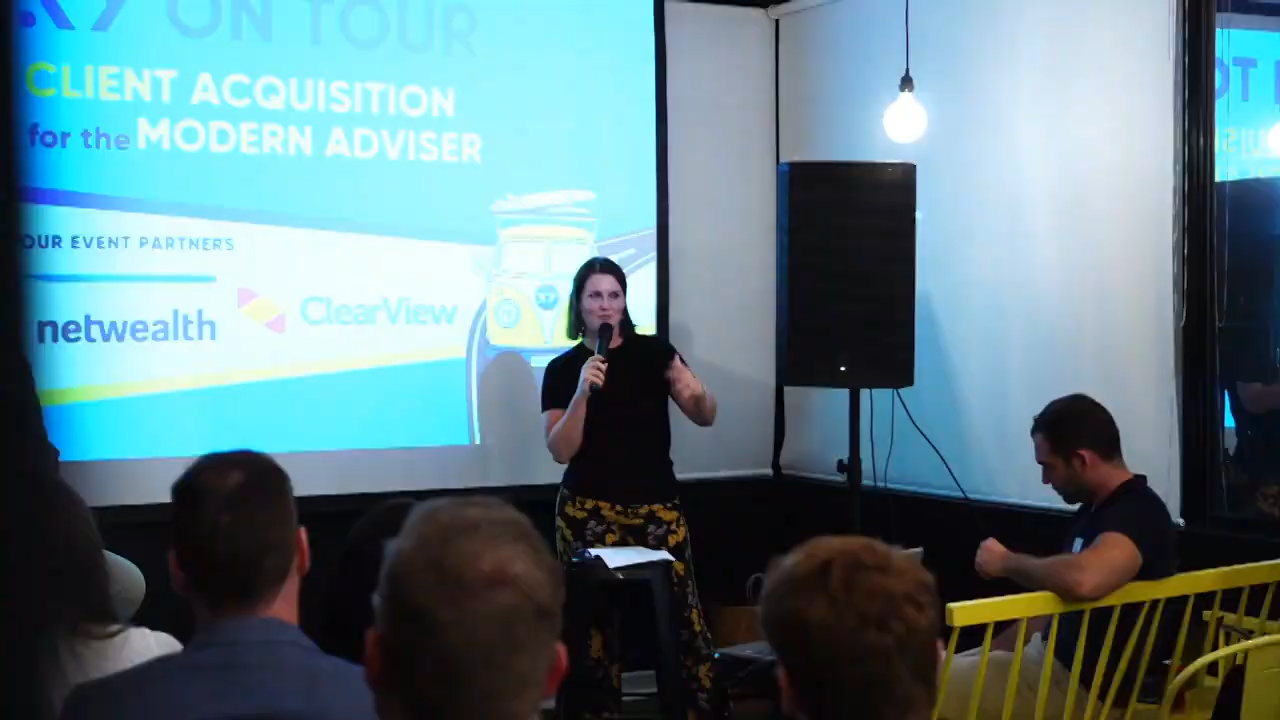 ON TOUR
CLIENT ACQUISITION
for the MODERN ADVISER
OUR EVENT PARTNERS
netwealth
ClearView